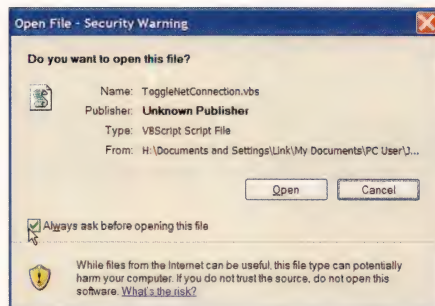 Open File - Security Warning
Do you want to open this file?
Name: ToggleNetConnection.vbs
Publisher: Unknown Publisher
Type: VBScript Script File
From: H:\Documents and Settings\Link\My Documents\PC User\J...
Open Cancel
Always ask before opening this file
While files from the Internet can be useful, this file type can potentially
harm your computer. If you do not trust the source, do not open this
software. What's the risk?